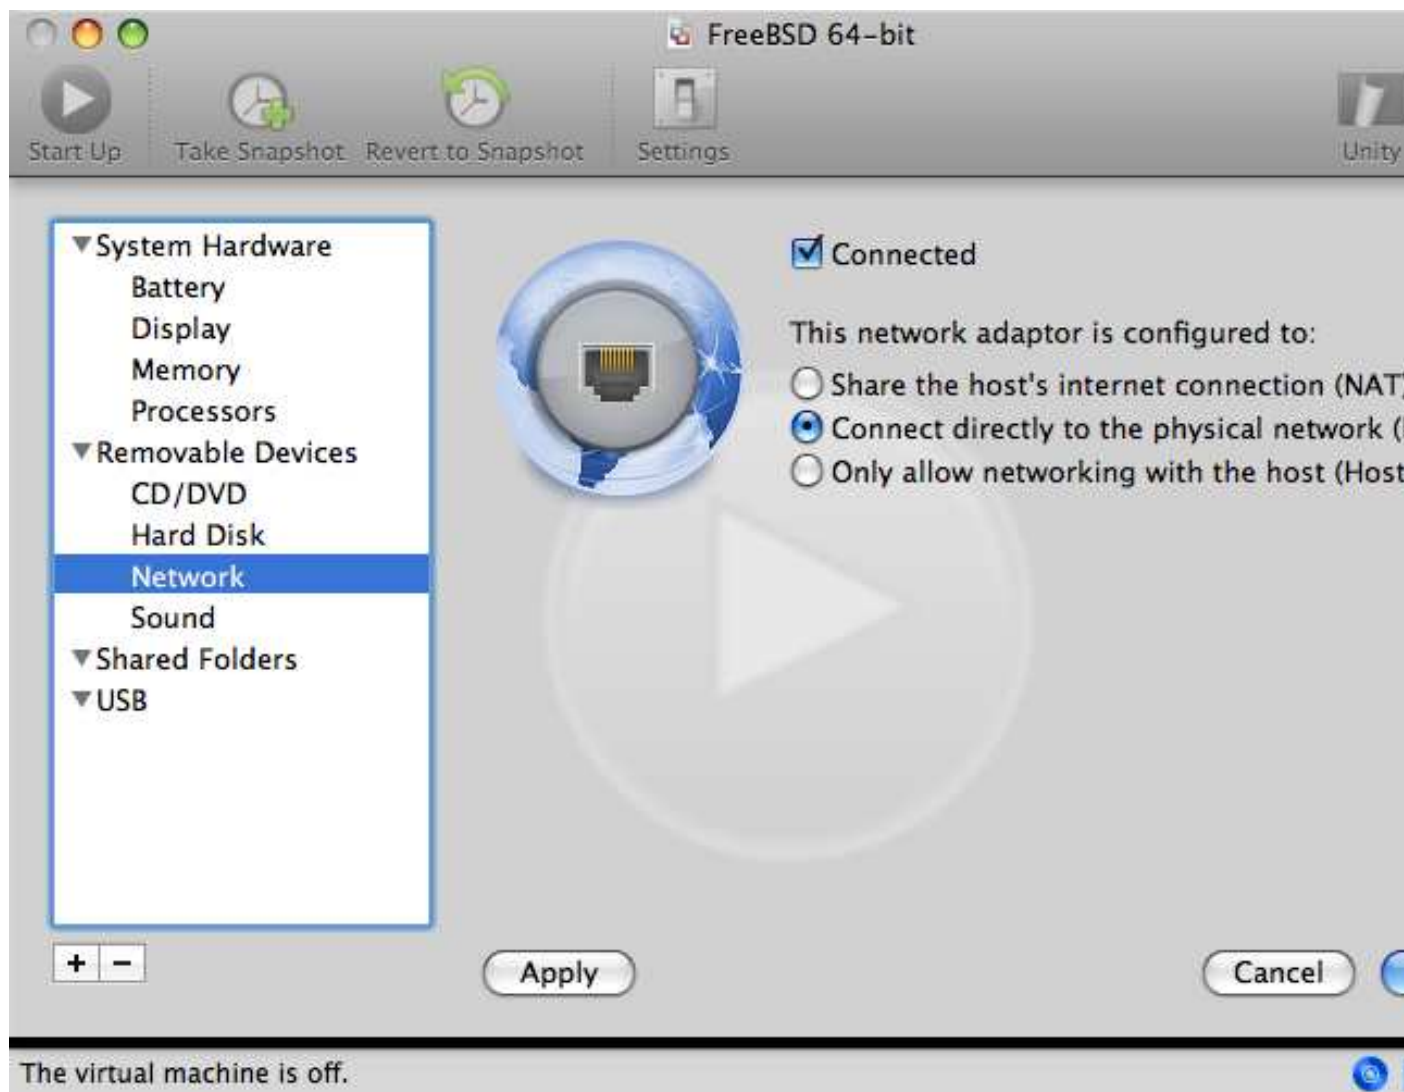 FreeBSD 64-bit
Start Up
Take Snapshot
Revert to Snapshot
Settings
Unity
System Hardware
Battery
Display
Memory
Processors
Removable Devices
CD/DVD
Hard Disk
Network
Sound
Shared Folders
USB
Connected
This network adaptor is configured to:
Share the host's internet connection (NAT)
Connect directly to the physical network (
Only allow networking with the host (Host
+ −
Apply
Cancel
The virtual machine is off.